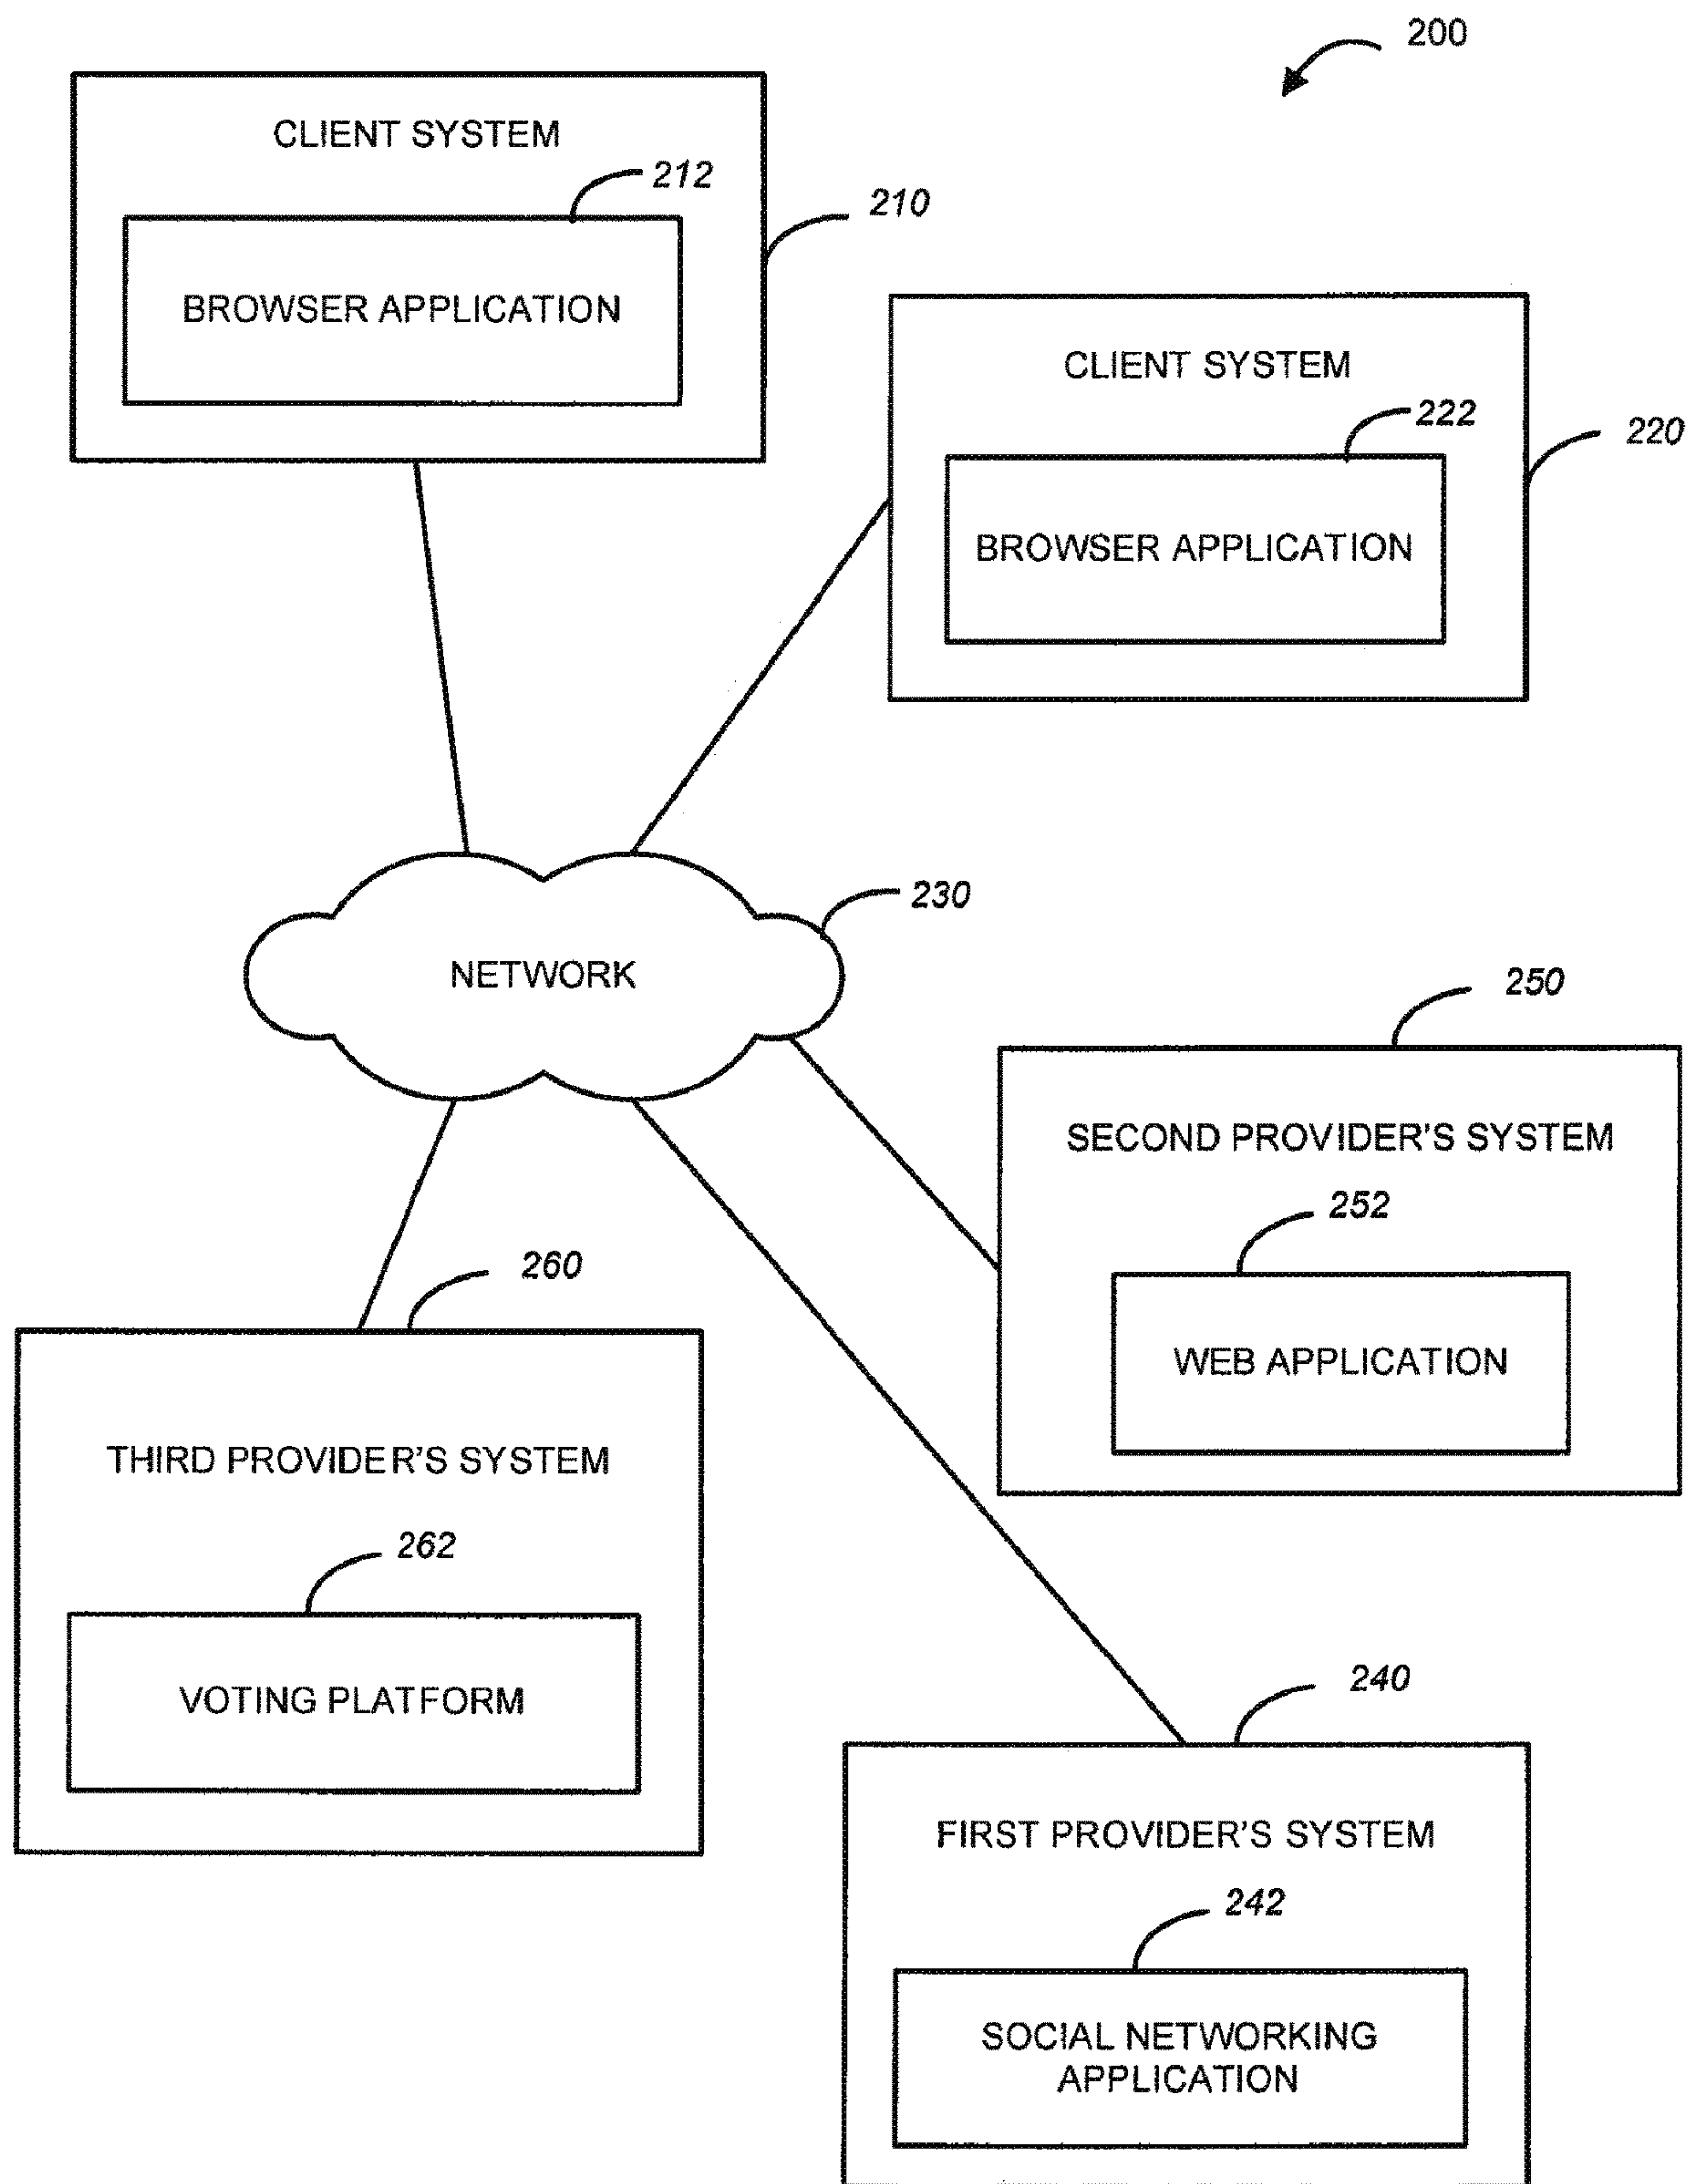 200
CLIENT SYSTEM
212
210
BROWSER APPLICATION
CLIENT SYSTEM
222
220
BROWSER APPLICATION
230
NETWORK
250
SECOND PROVIDER'S SYSTEM
252
WEB APPLICATION
260
THIRD PROVIDER'S SYSTEM
262
VOTING PLATFORM
240
FIRST PROVIDER'S SYSTEM
242
SOCIAL NETWORKING
APPLICATION